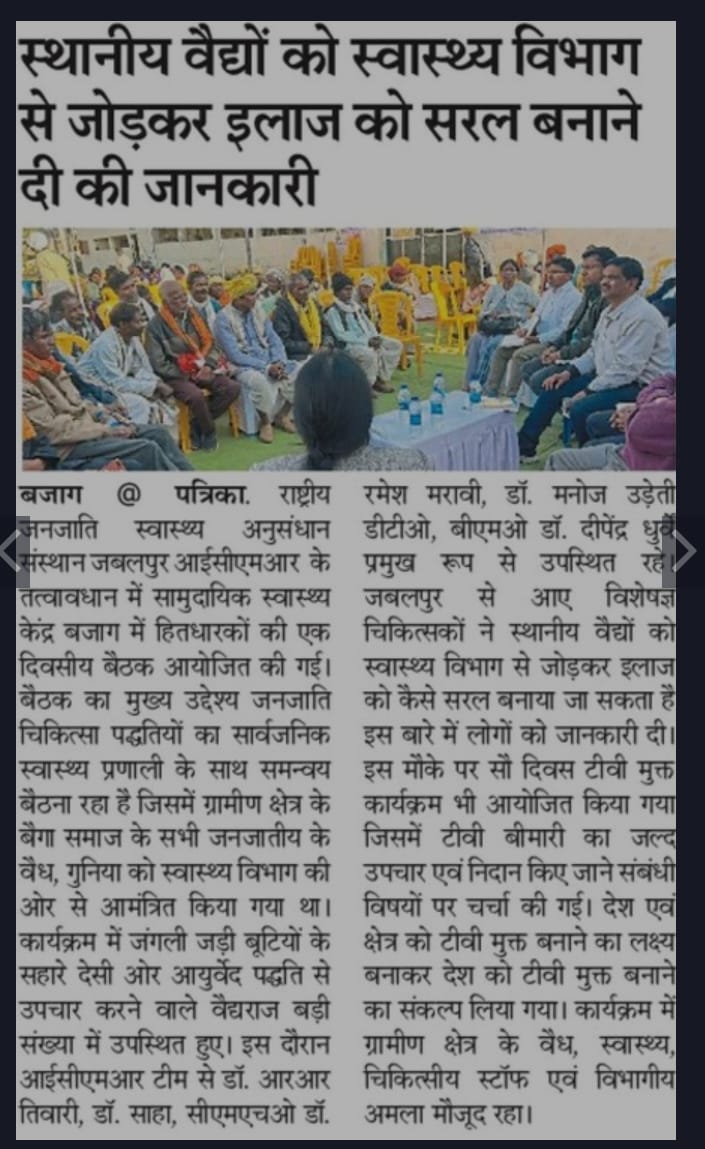 स्थानीय वैद्यों को स्वास्थ्य विभाग
से जोड़कर इलाज को सरल बनाने
दी की जानकारी
बजाग @ पत्रिका. राष्ट्रीय
जनजाति स्वास्थ्य अनुसंधान
संस्थान जबलपुर आईसीएमआर के
तत्वावधान में सामुदायिक स्वास्थ्य
केंद्र बजाग में हितधारकों की एक
दिवसीय बैठक आयोजित की गई।
बैठक का मुख्य उद्देश्य जनजाति
चिकित्सा पद्धतियों का सार्वजनिक
स्वास्थ्य प्रणाली के साथ समन्वय
बैठना रहा है जिसमें ग्रामीण क्षेत्र के
बैगा समाज के सभी जनजातीय के
वैध, गुनिया को स्वास्थ्य विभाग की
ओर से आमंत्रित किया गया था।
कार्यक्रम में जंगली जड़ी बूटियों के
सहारे देसी ओर आयुर्वेद पद्धति से
उपचार करने वाले वैद्यराज बड़ी
संख्या में उपस्थित हुए। इस दौरान
आईसीएमआर टीम से डॉ. आरआर
तिवारी, डॉ. साहा, सीएमएचओ डॉ.
रमेश मरावी, डॉ. मनोज उड़ेती
डीटीओ, बीएमओ डॉ. दीपेंद्र धुर्वे
प्रमुख रूप से उपस्थित रहे।
जबलपुर से आए विशेषज्ञ
चिकित्सकों ने स्थानीय वैद्यों को
स्वास्थ्य विभाग से जोड़कर इलाज
को कैसे सरल बनाया जा सकता है
इस बारे में लोगों को जानकारी दी।
इस मौके पर सौ दिवस टीवी मुक्त
कार्यक्रम भी आयोजित किया गया
जिसमें टीवी बीमारी का जल्द
उपचार एवं निदान किए जाने संबंधी
विषयों पर चर्चा की गई। देश एवं
क्षेत्र को टीवी मुक्त बनाने का लक्ष्य
बनाकर देश को टीवी मुक्त बनाने
का संकल्प लिया गया। कार्यक्रम में
ग्रामीण क्षेत्र के वैध, स्वास्थ्य,
चिकित्सीय स्टॉफ एवं विभागीय
अमला मौजूद रहा।